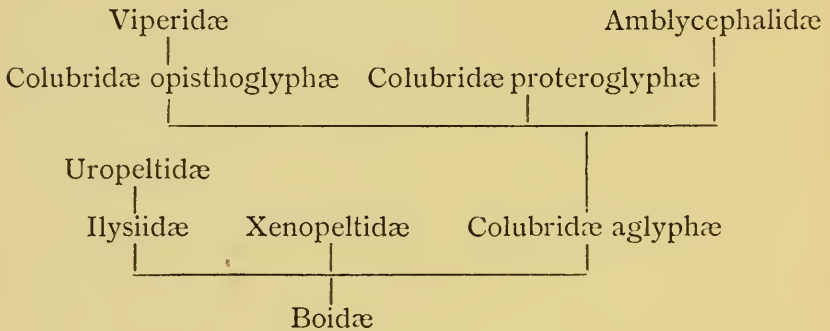 Viperidæ Amblycephalidæ
Colubridæ opisthoglyphæ Colubridæ proteroglyphæ
Uropeltidæ
Ilysiidæ Xenopeltidæ Colubridæ aglyphæ
Boidæ